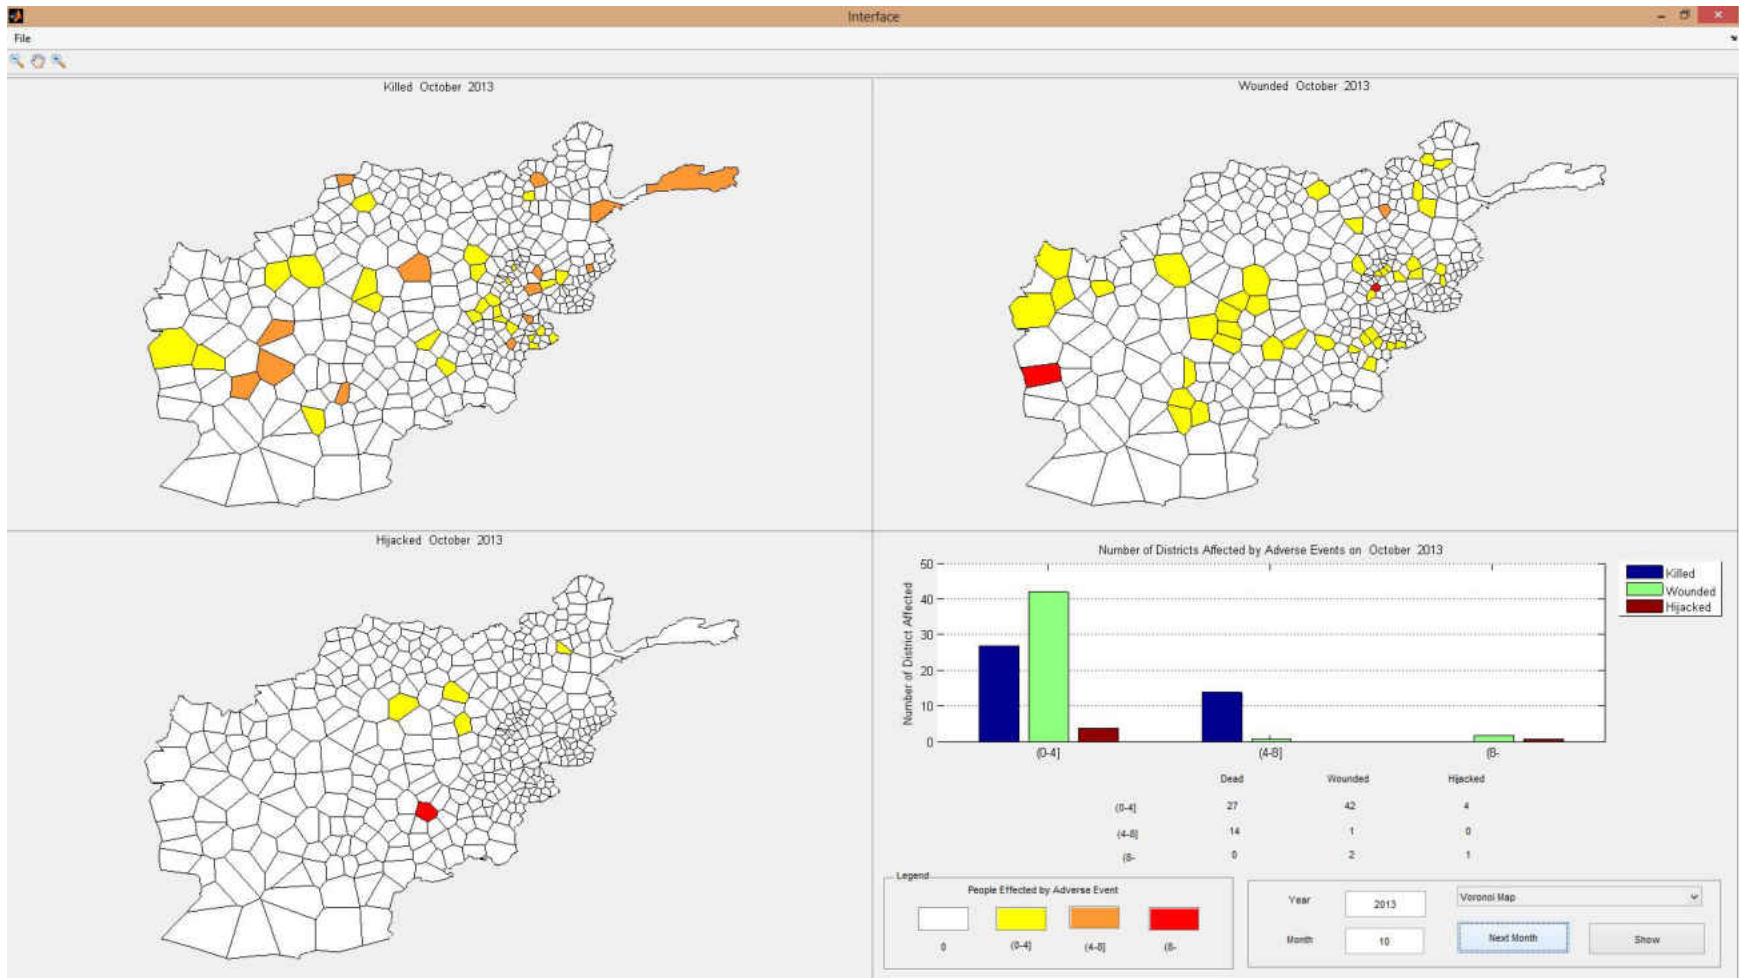 Interface
File
Killed October 2013
Wounded October 2013
Hijacked October 2013
Number of Districts Affected by Adverse Events on October 2013
Number of District Affected
50
40
30
20
10
0
(0-4]
(4-8]
(8-
Killed
Wounded
Hijacked
Dead Wounded Hijacked
(0-4] 27 42 4
(4-8] 14 1 0
(8- 0 2 1
Legend
People Effected by Adverse Event
0 (0-4] (4-8] (8-
Year 2013 Voronoi Map
Month 10 Next Month Show